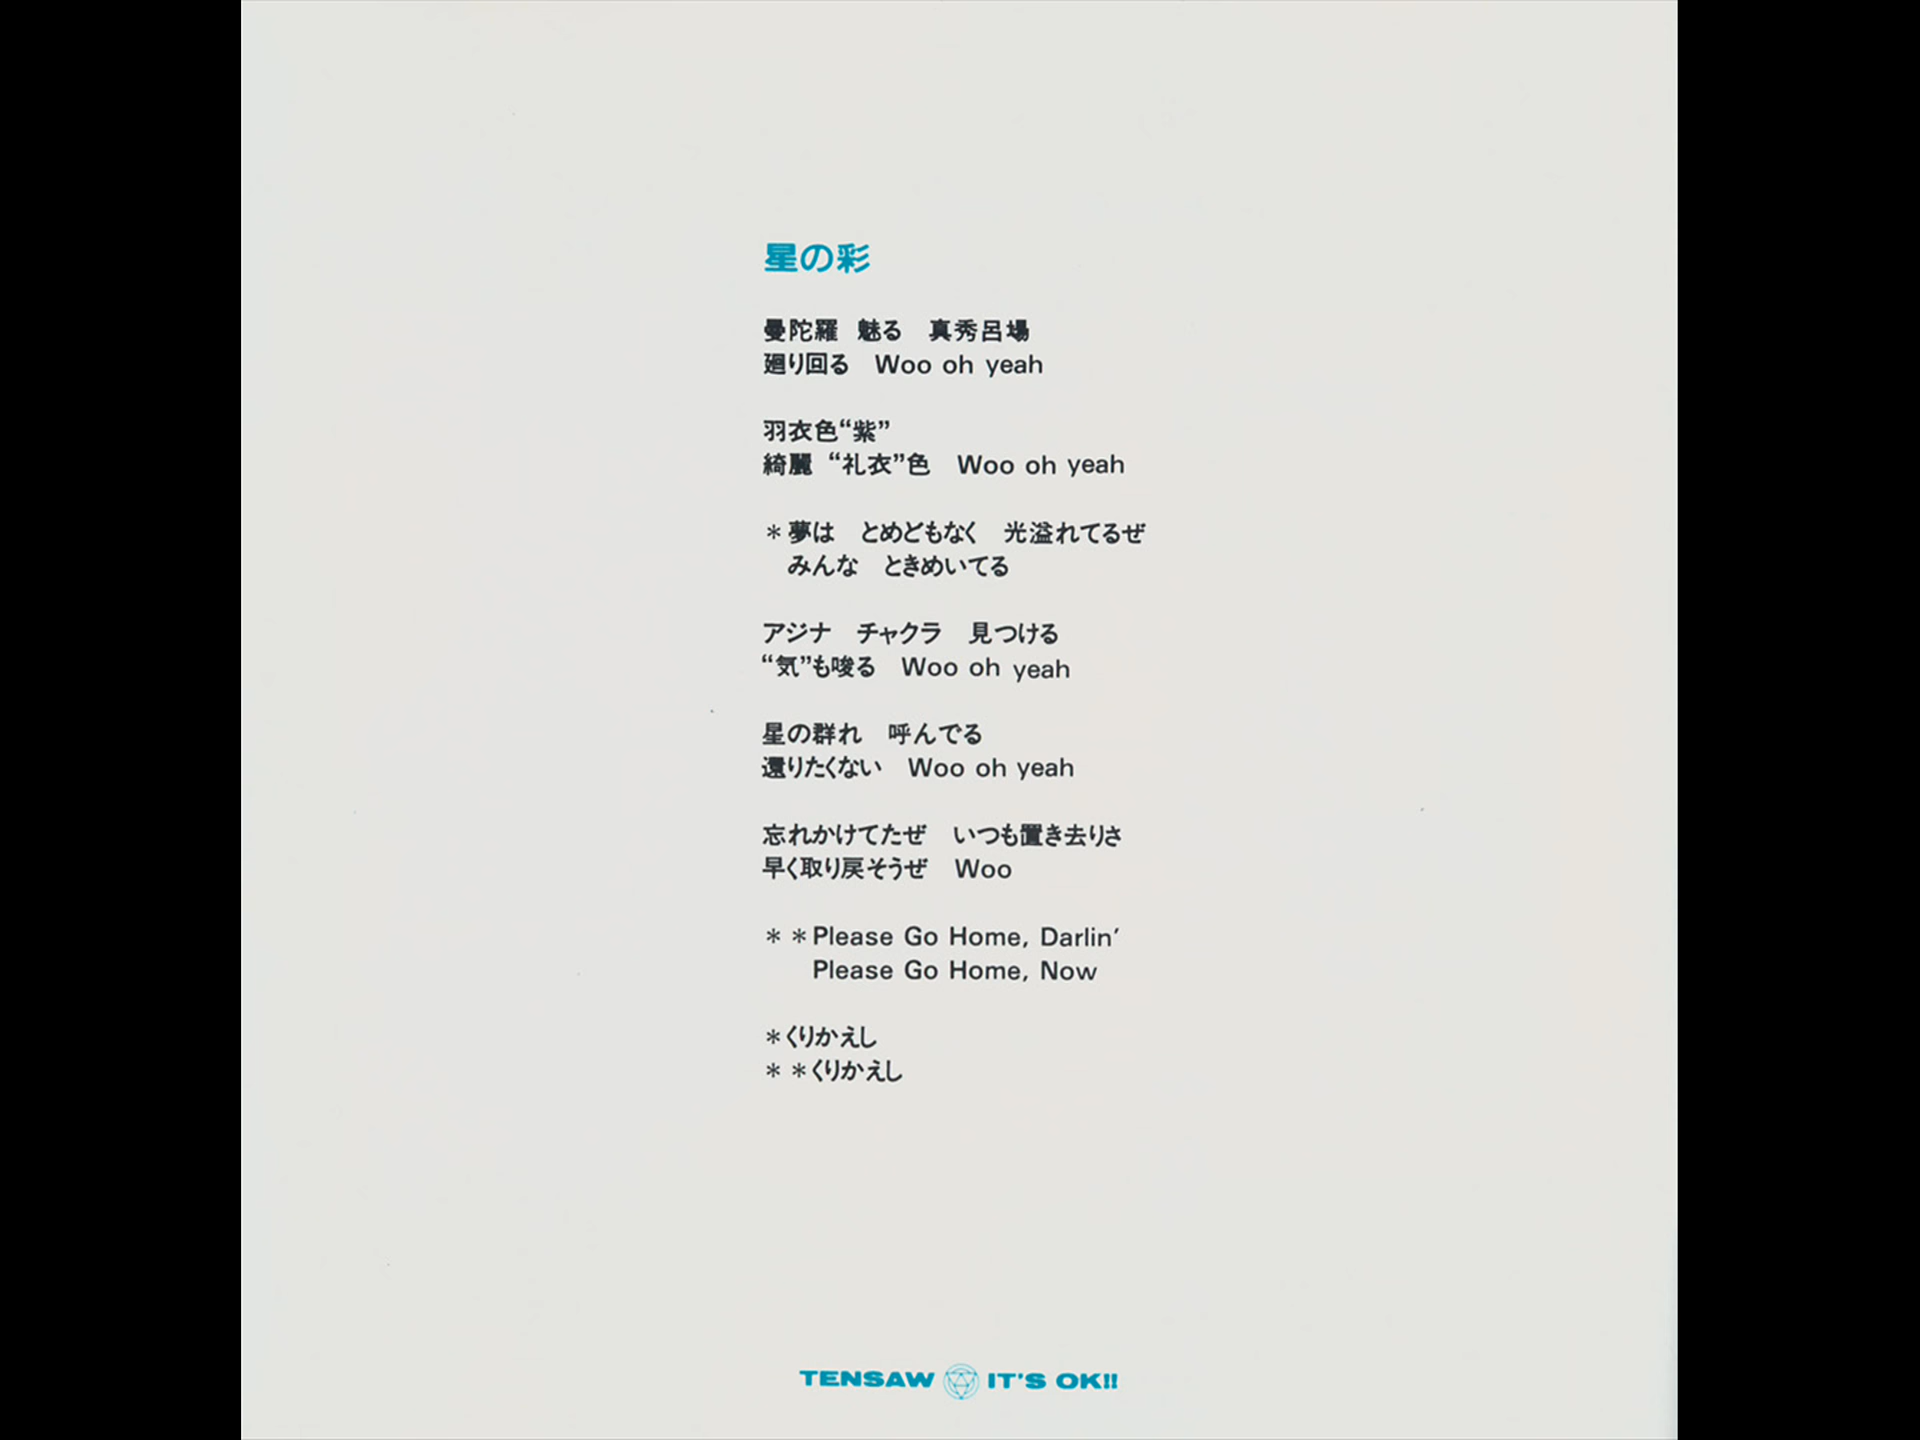 星の彩
曼陀羅 魅る 真秀呂場
廻り回る Woo oh yeah
羽衣色“紫”
綺麗 “礼衣”色 Woo oh yeah
＊夢は とめどもなく 光溢れてるぜ
みんな ときめいてる
アジナ チャクラ 見つける
“気”も唆る Woo oh yeah
星の群れ 呼んでる
還りたくない Woo oh yeah
忘れかけてたぜ いつも置き去りさ
早く取り戻そうぜ Woo
＊＊Please Go Home, Darlin’
Please Go Home, Now
＊くりかえし
＊＊くりかえし
TENSAW IT'S OK!!